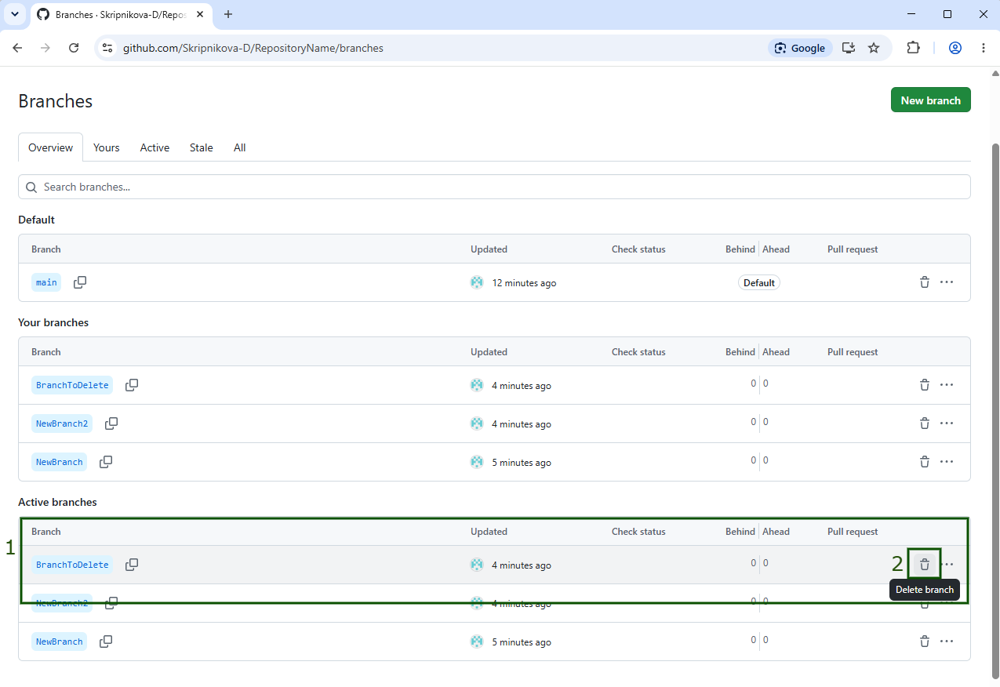 Branches · Skripnikova-D/Repos
github.com/Skripnikova-D/RepositoryName/branches
Google
Branches
New branch
Overview Yours Active Stale All
Search branches...
Default
Branch Updated Check status Behind Ahead Pull request
main 12 minutes ago Default
Your branches
Branch Updated Check status Behind Ahead Pull request
BranchToDelete 4 minutes ago 0 0
NewBranch2 4 minutes ago 0 0
NewBranch 5 minutes ago 0 0
Active branches
Branch Updated Check status Behind Ahead Pull request
1
BranchToDelete 4 minutes ago 0 0 2
Delete branch
NewBranch2 4 minutes ago 0 0
NewBranch 5 minutes ago 0 0